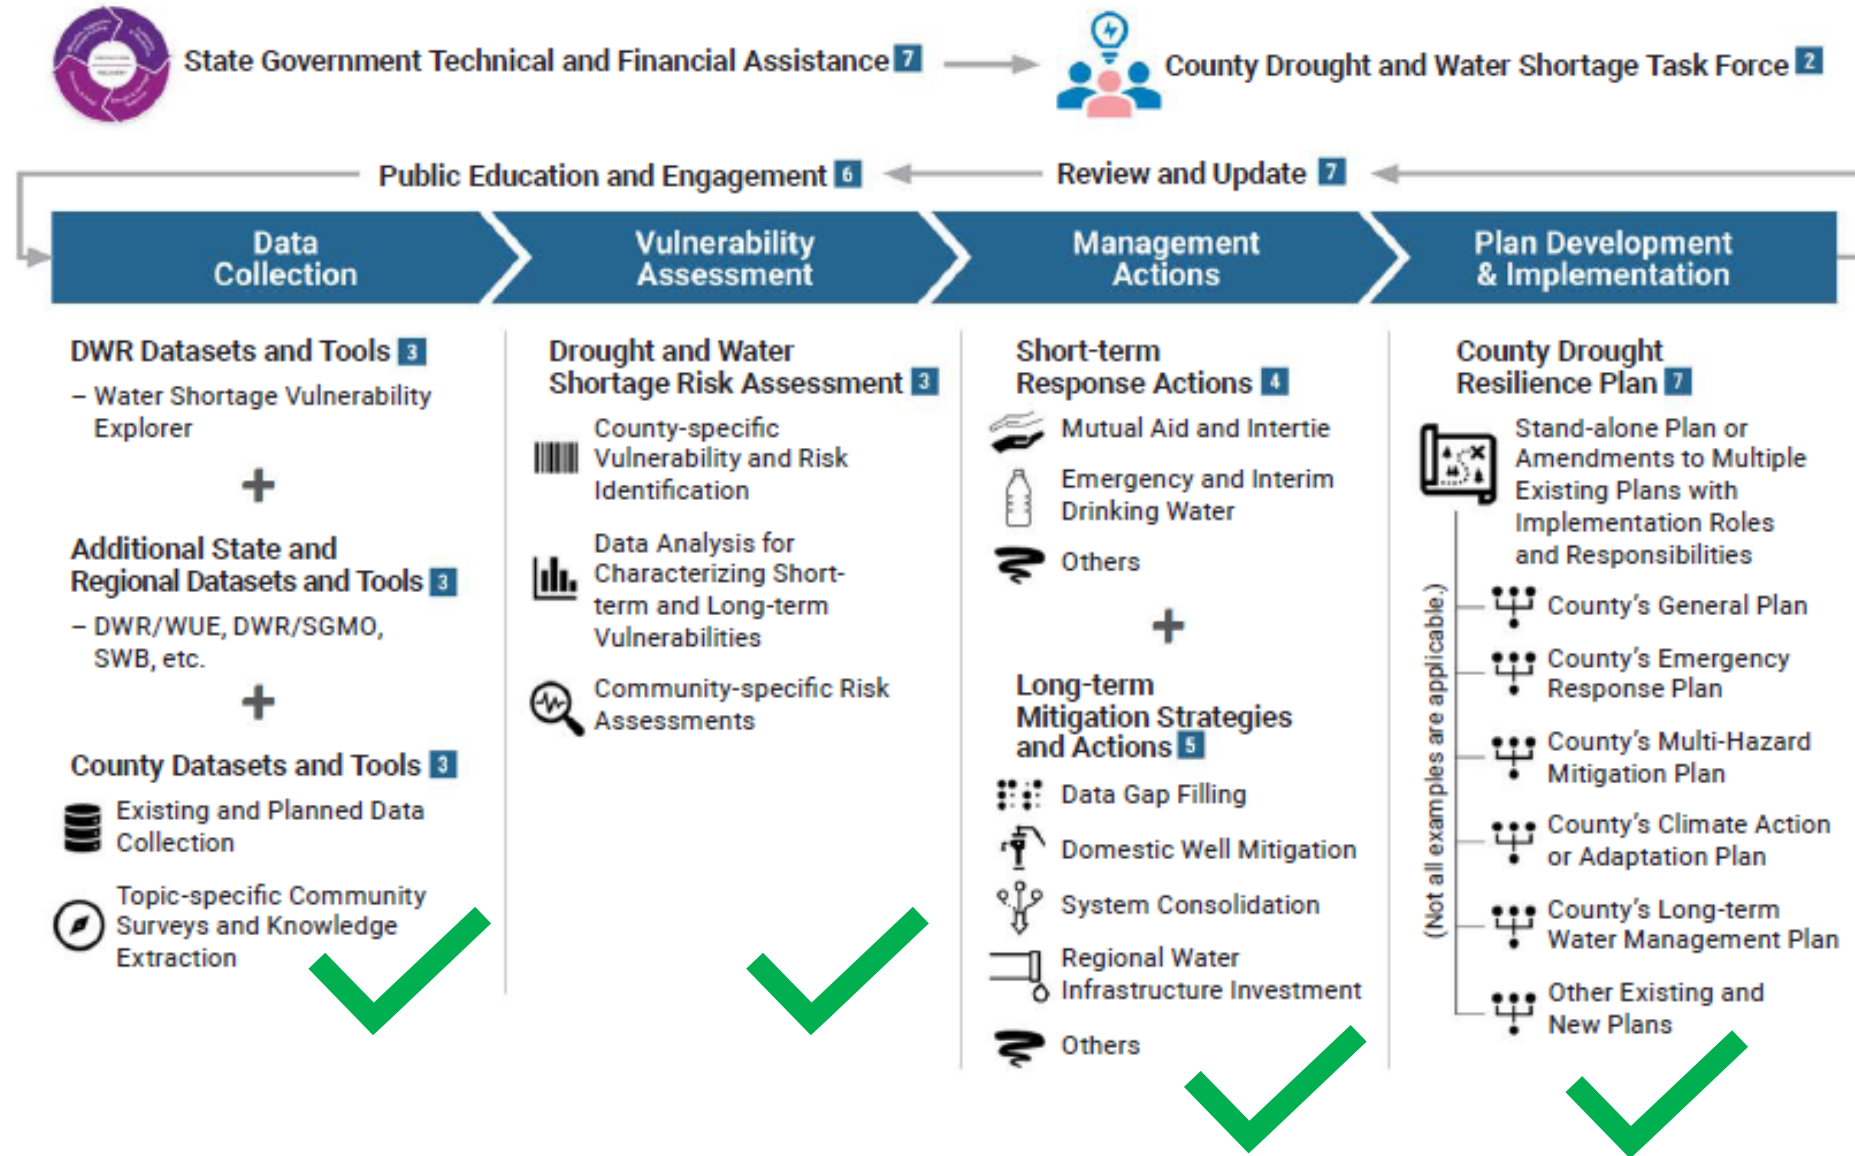 State Government Technical and Financial Assistance 7
County Drought and Water Shortage Task Force 2
Public Education and Engagement 6
Review and Update 7
Data
Collection
Vulnerability
Assessment
Management
Actions
Plan Development
& Implementation
DWR Datasets and Tools 3
– Water Shortage Vulnerability
Explorer
+
Additional State and
Regional Datasets and Tools 3
– DWR/WUE, DWR/SGMO,
SWB, etc.
+
County Datasets and Tools 3
Existing and Planned Data
Collection
Topic-specific Community
Surveys and Knowledge
Extraction
Drought and Water
Shortage Risk Assessment 3
County-specific
Vulnerability and Risk
Identification
Data Analysis for
Characterizing Short-
term and Long-term
Vulnerabilities
Community-specific Risk
Assessments
Short-term
Response Actions 4
Mutual Aid and Intertie
Emergency and Interim
Drinking Water
Others
+
Long-term
Mitigation Strategies
and Actions 5
Data Gap Filling
Domestic Well Mitigation
System Consolidation
Regional Water
Infrastructure Investment
Others
County Drought
Resilience Plan 7
Stand-alone Plan or
Amendments to Multiple
Existing Plans with
Implementation Roles
and Responsibilities
(Not all examples are applicable.)
County's General Plan
County's Emergency
Response Plan
County's Multi-Hazard
Mitigation Plan
County's Climate Action
or Adaptation Plan
County's Long-term
Water Management Plan
Other Existing and
New Plans